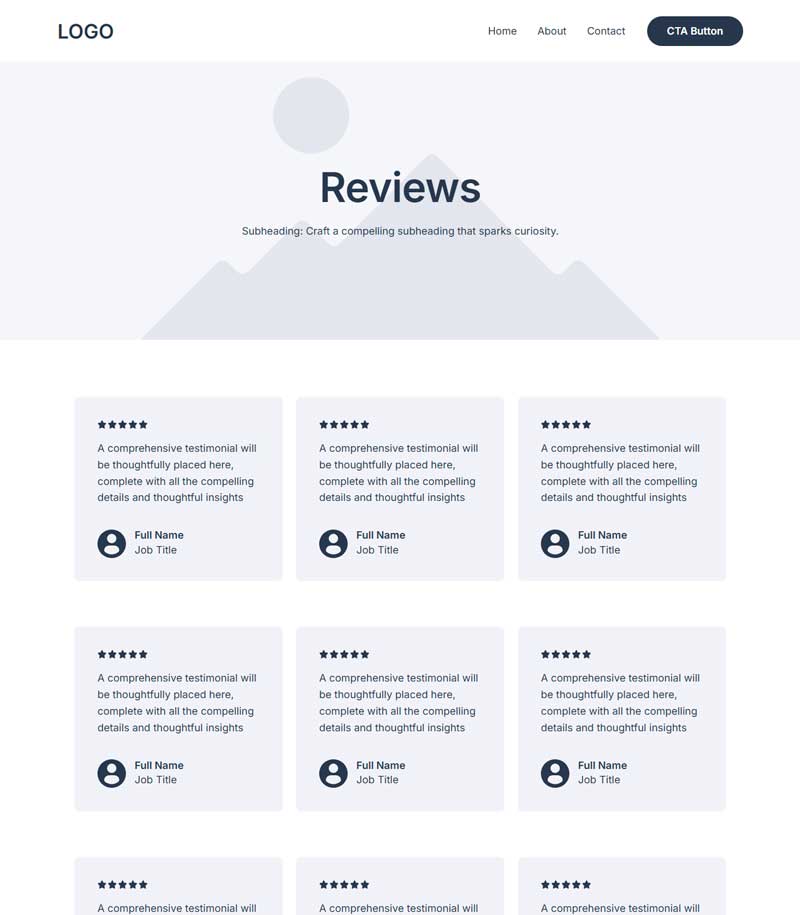 LOGO
Home About Contact CTA Button
Reviews
Subheading: Craft a compelling subheading that sparks curiosity.
A comprehensive testimonial will
be thoughtfully placed here,
complete with all the compelling
details and thoughtful insights
Full Name
Job Title
A comprehensive testimonial will
be thoughtfully placed here,
complete with all the compelling
details and thoughtful insights
Full Name
Job Title
A comprehensive testimonial will
be thoughtfully placed here,
complete with all the compelling
details and thoughtful insights
Full Name
Job Title
A comprehensive testimonial will
be thoughtfully placed here,
complete with all the compelling
details and thoughtful insights
Full Name
Job Title
A comprehensive testimonial will
be thoughtfully placed here,
complete with all the compelling
details and thoughtful insights
Full Name
Job Title
A comprehensive testimonial will
be thoughtfully placed here,
complete with all the compelling
details and thoughtful insights
Full Name
Job Title
A comprehensive testimonial will
A comprehensive testimonial will
A comprehensive testimonial will